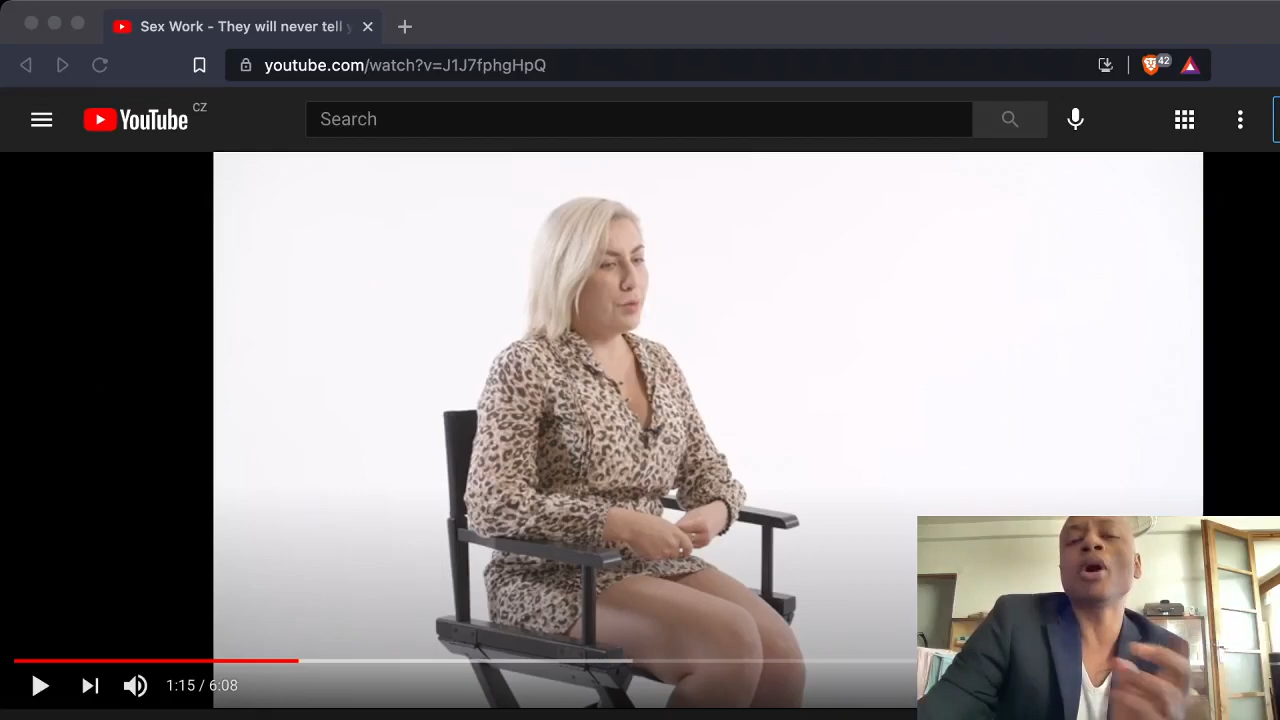 Sex Work - They will never tell
youtube.com/watch?v=J1J7fphgHpQ
42
YouTube CZ
Search
1:15 / 6:08